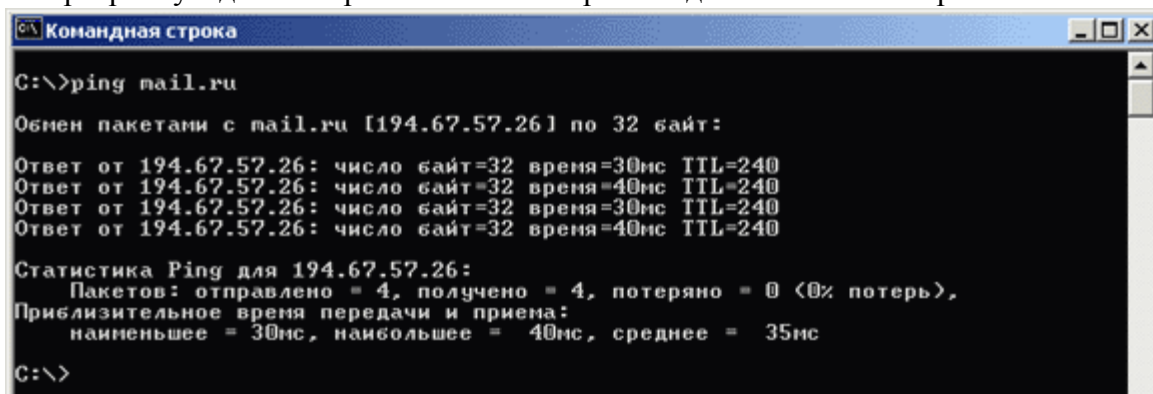 Командная строка
C:\>ping mail.ru
Обмен пакетами с mail.ru [194.67.57.26] по 32 байт:
Ответ от 194.67.57.26: число байт=32 время=30мс TTL=240
Ответ от 194.67.57.26: число байт=32 время=40мс TTL=240
Ответ от 194.67.57.26: число байт=32 время=30мс TTL=240
Ответ от 194.67.57.26: число байт=32 время=40мс TTL=240
Статистика Ping для 194.67.57.26:
Пакетов: отправлено = 4, получено = 4, потеряно = 0 (0% потерь),
Приблизительное время передачи и приема:
наименьшее = 30мс, наибольшее = 40мс, среднее = 35мс
C:\>